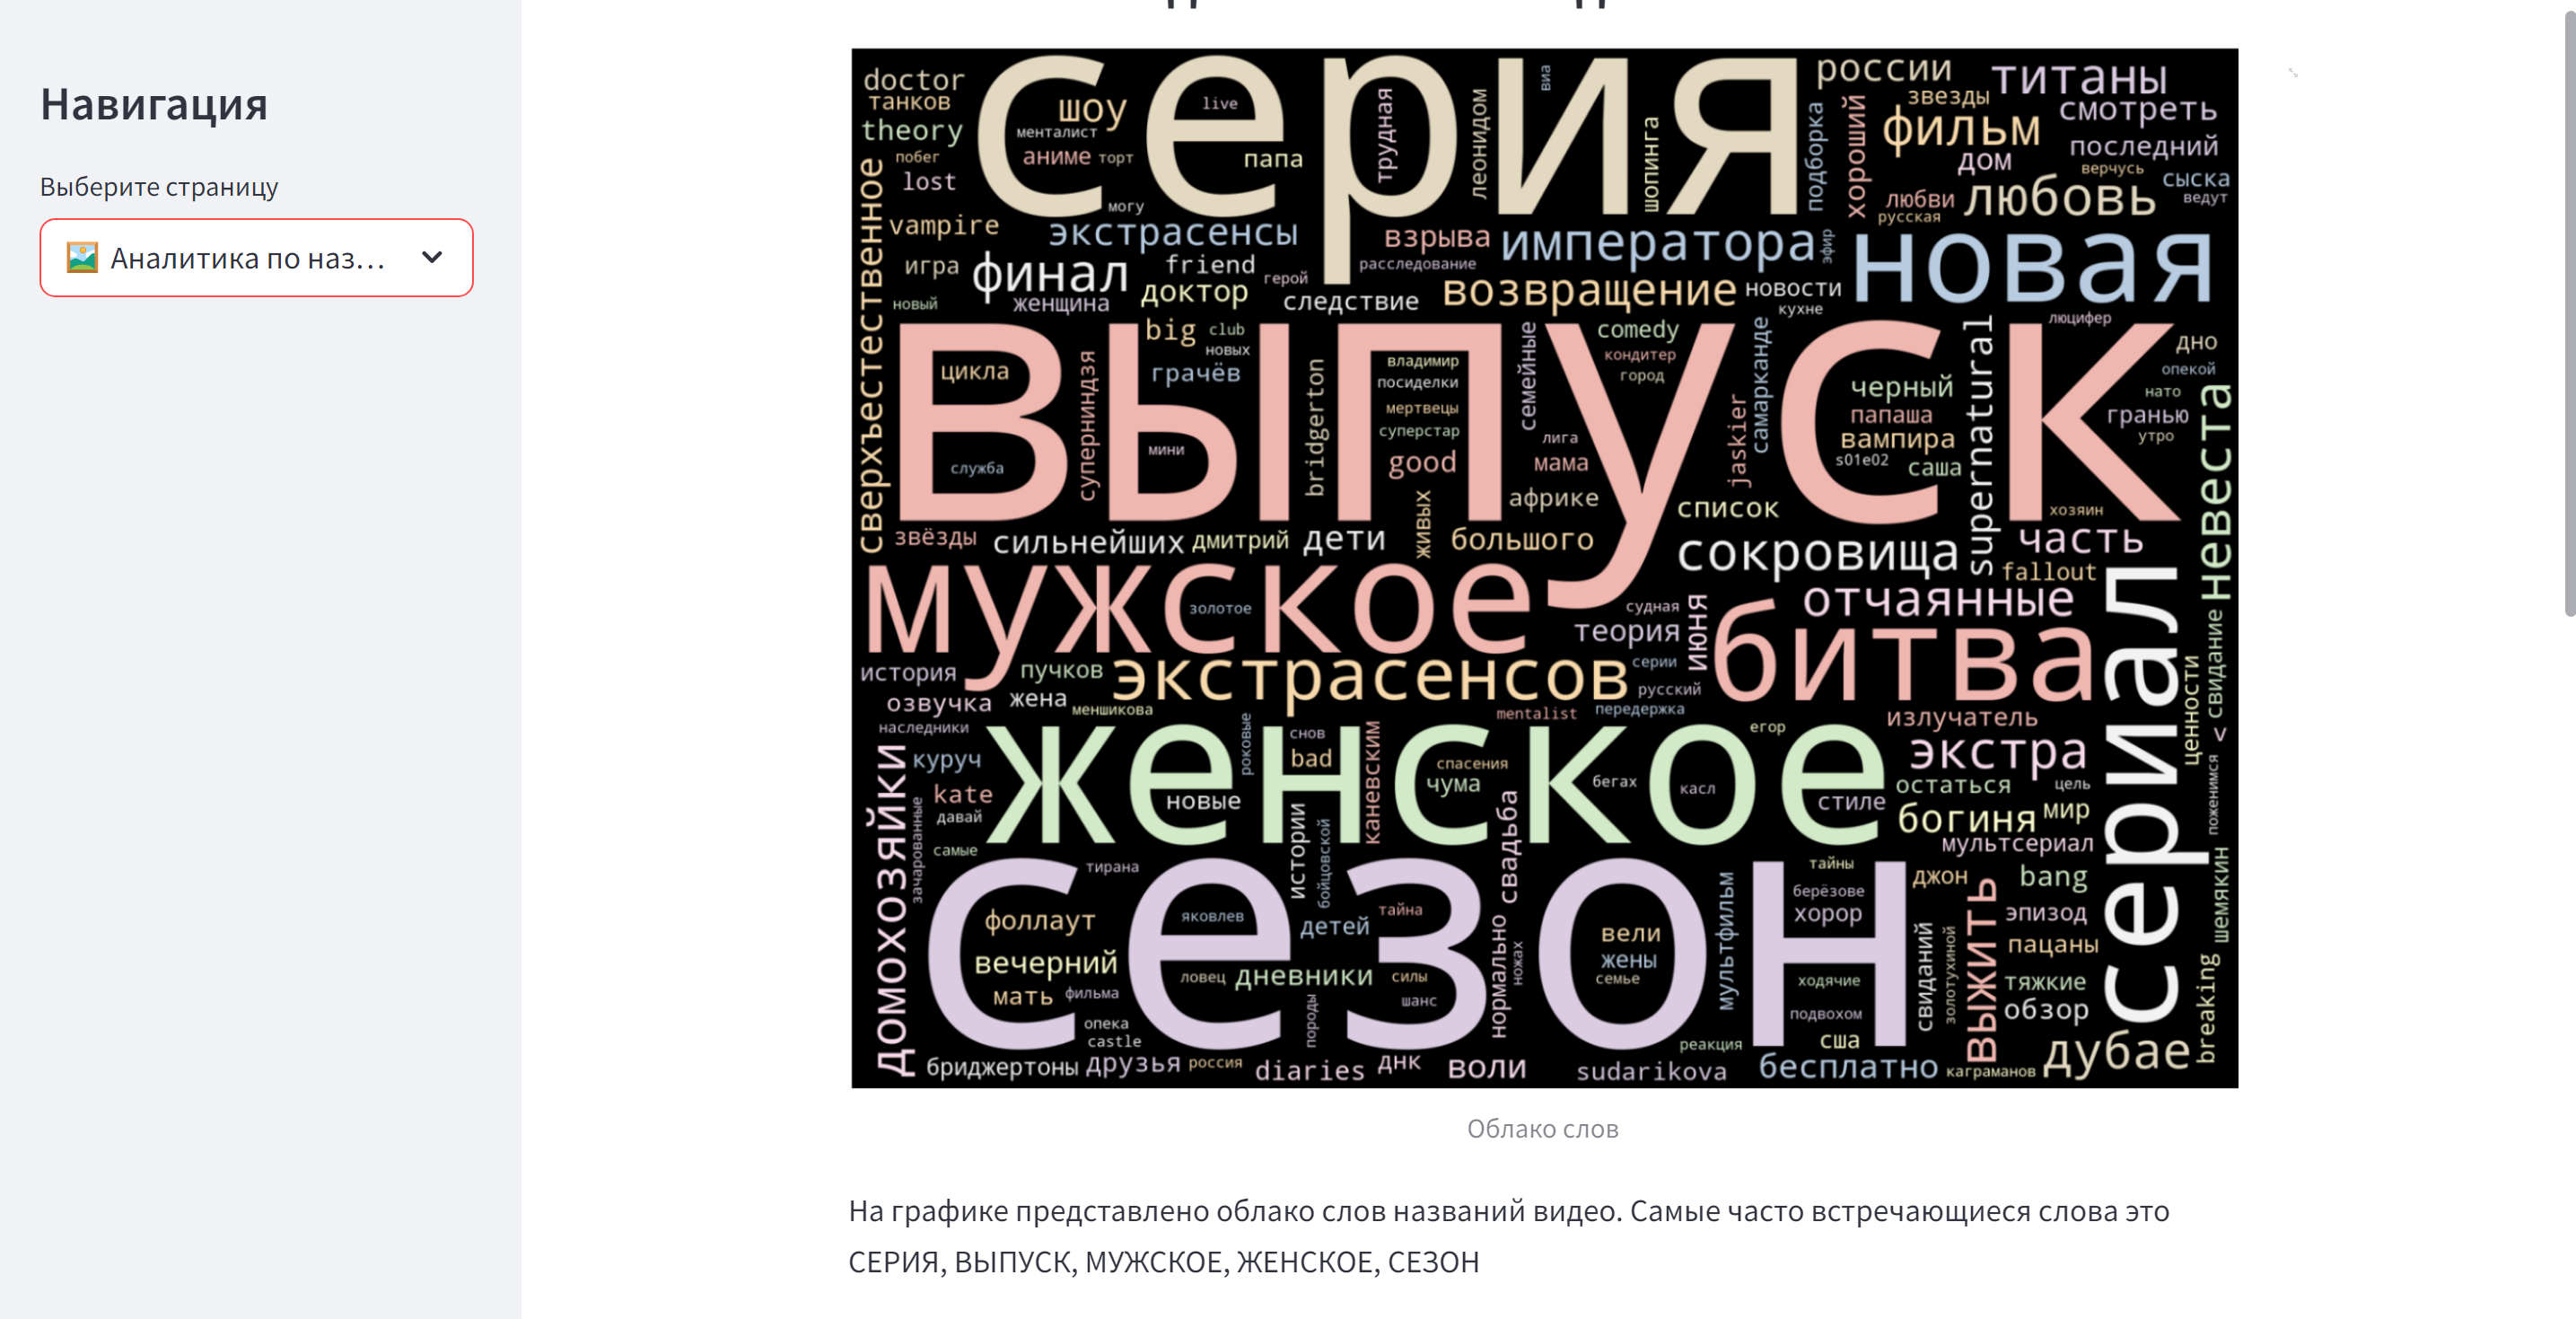 Навигация
Выберите страницу
Аналитика по наз...
серия
doctor
танков
theory
шоу
live
менталист
аниме
торт
папа
побег
lost
могу
трудная
леонидом
виа
шопинга
подборка
хороший
россии
титаны
звезды
смотреть
фильм
последний
дом
верчусь
сыска
любви
любовь
ведут
русская
сверхъестественное
vampire
экстрасенсы
взрыва
императора
эфир
новая
игра
финал
friend
герой
расследование
новый
женщина
доктор
следствие
возвращение
новости
кухне
выпуск
big
club
новых
грачёв
цикла
суперниндзя
служба
мини
bridgerton
владимир
посиделки
мертвецы
суперстар
good
живых
семейные
comedy
кондитер
город
лига
мама
африке
jaskier
самарканде
черный
папаша
вампира
s01e02
саша
список
supernatural
люцифер
дно
опекой
нато
гранью
утро
хозяин
невеста
звёзды
сильнейших
дмитрий
дети
большого
сокровища
часть
fallout
мужское
золотое
судная
теория
июня
отчаянные
битва
сериал
свидание
ценности
история
пучков
экстрасенсов
серии
русский
озвучка
жена
меншикова
mentalist
передержка
наследники
женское
роковые
снов
bad
каневским
спасения
чума
бегах
касл
егор
излучатель
экстра
куруч
kate
давай
новые
стиле
остаться
цель
богиня
мир
поженимся
мультсериал
домохозяйки
зачарованные
самые
истории
бойцовской
свадьба
сезон
тирана
фоллаут
яковлев
детей
тайна
вечерний
ловец
дневники
силы
мать
фильма
шанс
породы
опека
castle
нормально
ножах
вели
жены
семье
мультфильм
тайны
берёзове
хорор
ходячие
подвохом
сша
джон
bang
эпизод
пацаны
тяжкие
обзор
свиданий
золотухиной
выжить
шемякин
breaking
бриджертоны
друзья
россия
diaries
днк
воли
sudarikova
реакция
бесплатно
каграманов
дубае
Облако слов
На графике представлено облако слов названий видео. Самые часто встречающиеся слова это
СЕРИЯ, ВЫПУСК, МУЖСКОЕ, ЖЕНСКОЕ, СЕЗОН